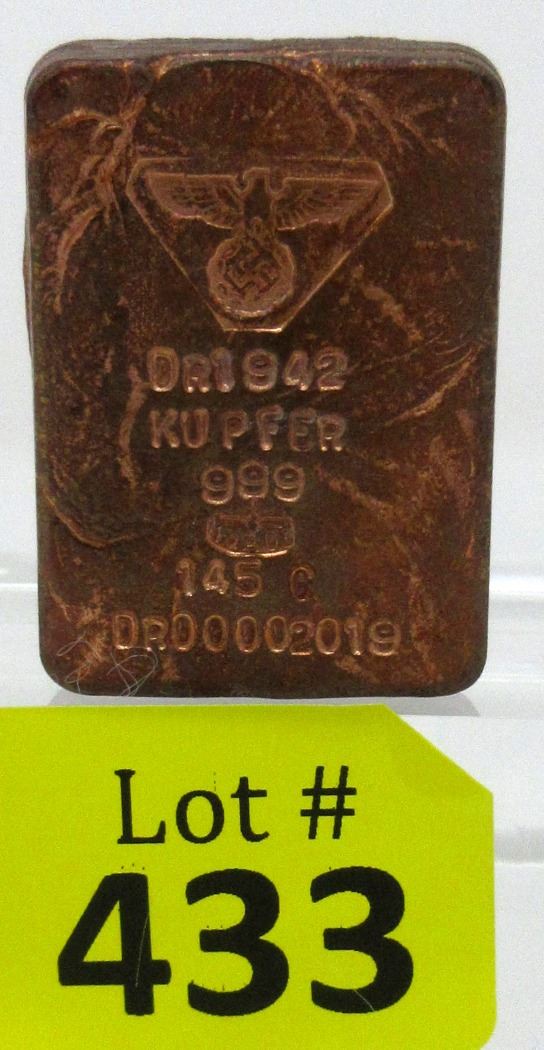 DR1942
KUPFER
999
145 G
DR00002019
Lot #
433